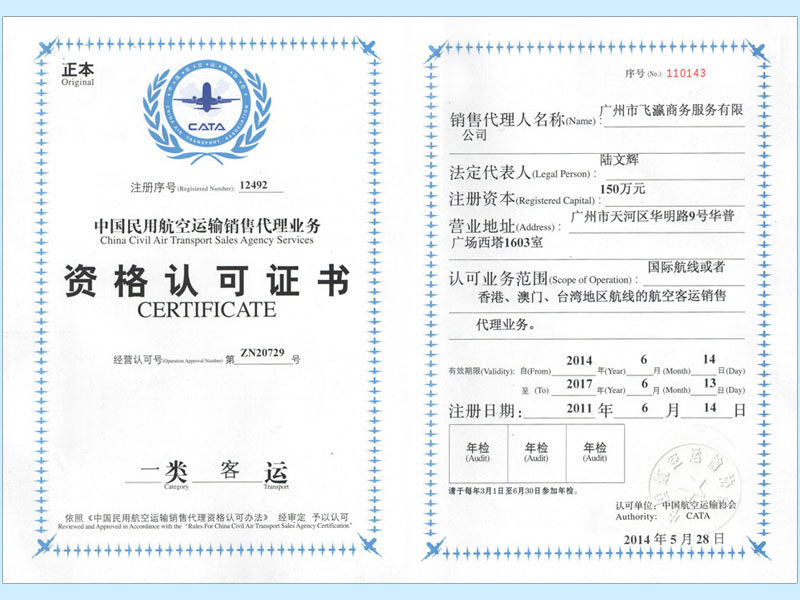 正本
Original
CATA
CHINA AIR TRANSPORT ASSOCIATION
注册序号(Registered Number): 12492
中国民用航空运输销售代理业务
China Civil Air Transport Sales Agency Services
资格认可证书
CERTIFICATE
经营认可号(Operation Approval Number) 第 ZN20729 号
一类 客 运
Category Transport
依照《中国民用航空运输销售代理资格认可办法》 经审定 予以认可
Reviewed and Approved in Accordance with the "Rules For China Civil Air Transport Sales Agency Certification"
序号(No.) 110143
销售代理人名称(Name): 广州市飞瀛商务服务有限
公司
法定代表人(Legal Person): 陆文辉
注册资本(Registered Capital): 150万元
营业地址(Address): 广州市天河区华明路9号华普
广场西塔1603室
认可业务范围(Scope of Operation): 国际航线或者
香港、澳门、台湾地区航线的航空客运销售
代理业务。
有效期限(Validity): 自(From) 2014 年(Year) 6 月(Month) 14 日(Day)
至 (To) 2017 年(Year) 6 月(Month) 13 日(Day)
注册日期: 2011 年 6 月 14 日
年检 年检 年检
(Audit) (Audit) (Audit)
请于每年3月1日至6月30日参加年检。
认可单位: 中国航空运输协会
Authority: CATA
2014 年 5 月 28 日